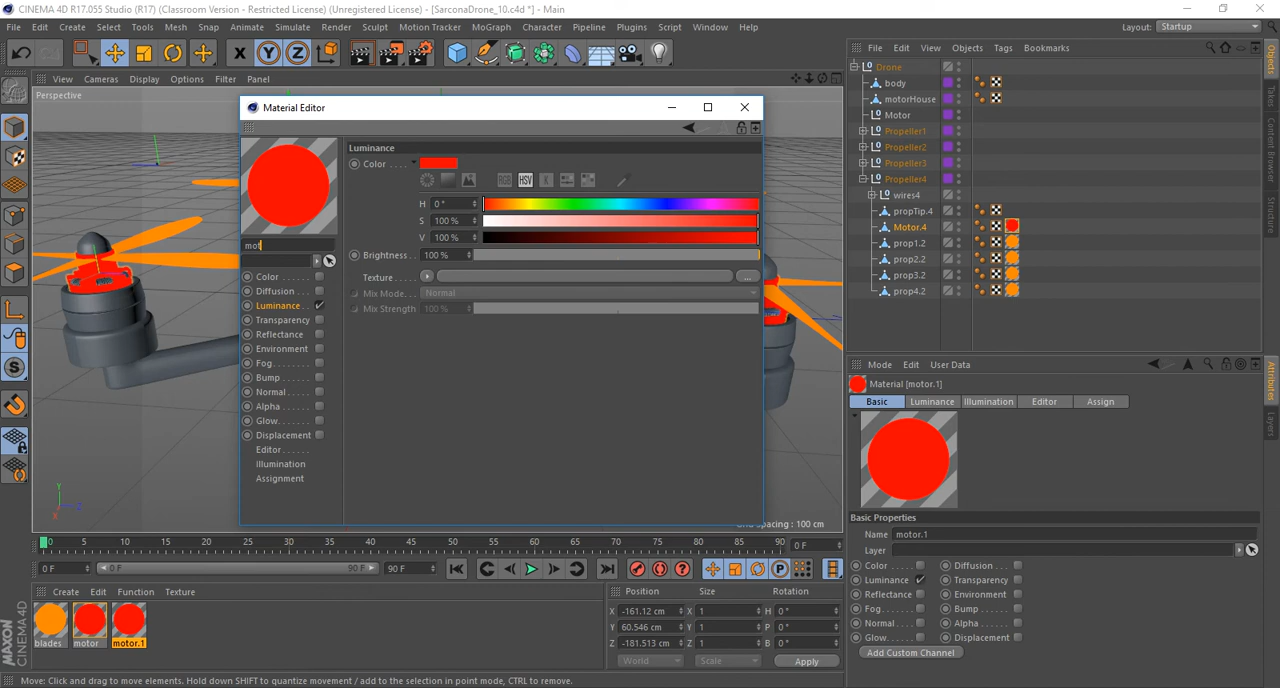 CINEMA 4D R17.055 Studio (R17) (Classroom Version - Restricted License) (Unregistered License) - [SarconaDrone_10.c4d *] - Main
File Edit Create Select Tools Mesh Snap Animate Simulate Render Sculpt Motion Tracker MoGraph Character Pipeline Plugins Script Window Help
Layout: Startup
X Y Z
File Edit View Objects Tags Bookmarks
Drone
body
motorHouse
Motor
Propeller1
Propeller2
Propeller3
Propeller4
wires4
propTip.4
Motor.4
prop1.2
prop2.2
prop3.2
prop4.2
Objects
Takes
Content Browser
Structure
View Cameras Display Options Filter Panel
Perspective
Grid Spacing : 100 cm
Material Editor
mot
Color
Diffusion
Luminance
Transparency
Reflectance
Environment
Fog
Bump
Normal
Alpha
Glow
Displacement
Editor
Illumination
Assignment
Luminance
Color
RGB HSV K
H 0 °
S 100 %
V 100 %
Brightness 100 %
Texture ...
Mix Mode Normal
Mix Strength 100 %
Mode Edit User Data
Material [motor.1]
Basic Luminance Illumination Editor Assign
Basic Properties
Name motor.1
Layer
Color Diffusion
Luminance Transparency
Reflectance Environment
Fog Bump
Normal Alpha
Glow Displacement
Add Custom Channel
Attributes
Layers
0 5 10 15 20 25 30 35 40 45 50 55 60 65 70 75 80 85 90 0 F
0 F 0 F 90 F 90 F
Create Edit Function Texture
blades motor motor.1
Position Size Rotation
X -161.12 cm X 1 H 0 °
Y 60.546 cm Y 1 P 0 °
Z -181.513 cm Z 1 B 0 °
World Scale Apply
MAXON CINEMA 4D
Move: Click and drag to move elements. Hold down SHIFT to quantize movement / add to the selection in point mode, CTRL to remove.